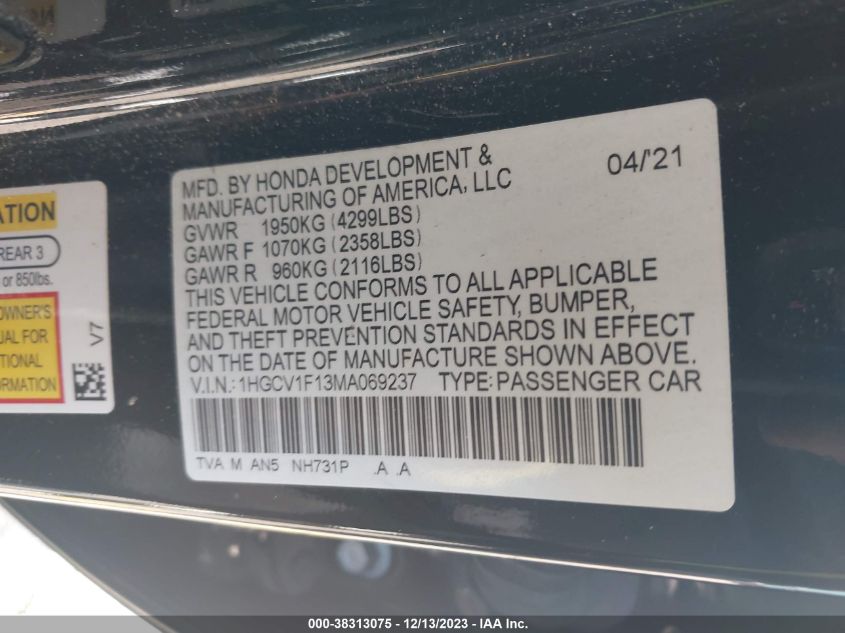 MFD. BY HONDA DEVELOPMENT & 04/'21
MANUFACTURING OF AMERICA, LLC
GVWR 1950KG (4299LBS)
GAWR F 1070KG (2358LBS)
GAWR R 960KG (2116LBS)
THIS VEHICLE CONFORMS TO ALL APPLICABLE
FEDERAL MOTOR VEHICLE SAFETY, BUMPER,
AND THEFT PREVENTION STANDARDS IN EFFECT
ON THE DATE OF MANUFACTURE SHOWN ABOVE.
V.I.N.: 1HGCV1F13MA069237 TYPE: PASSENGER CAR
TVA M AN5 NH731P .A .A
ATION
REAR 3
or 850lbs.
OWNER'S
UAL FOR
TIONAL
RMATION
V7
000-38313075 - 12/13/2023 - IAA Inc.